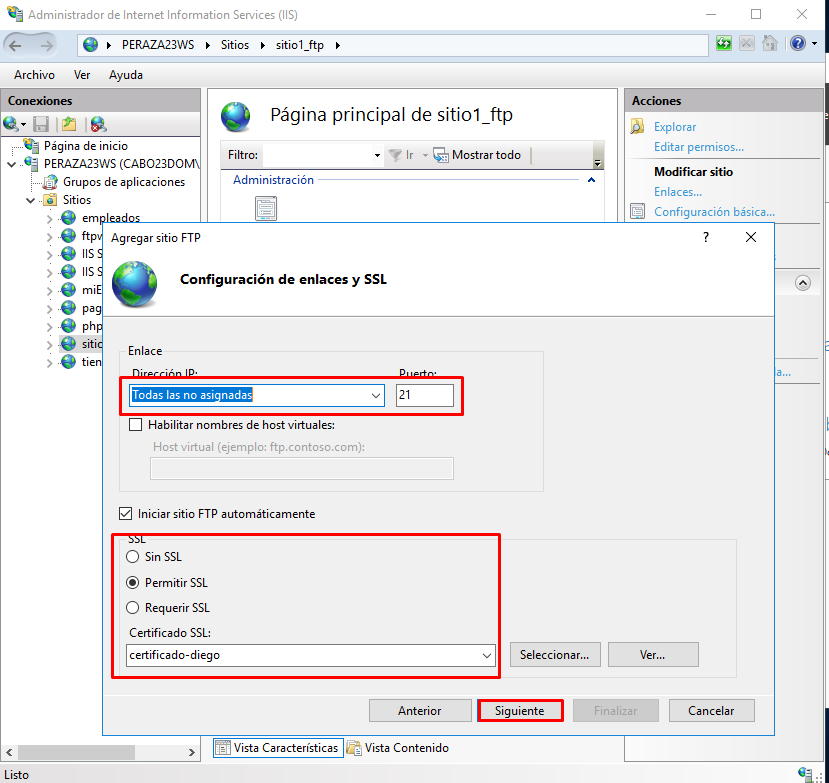 Administrador de Internet Information Services (IIS)
PERAZA23WS
Sitios
sitio1_ftp
Archivo Ver Ayuda
Conexiones
Página de inicio
PERAZA23WS (CABO23DOM\
Grupos de aplicaciones
Sitios
empleados
ftpw
IIS S
IIS S
miE
pag
php
sitio
tien
Página principal de sitio1_ftp
Filtro:
Ir
Mostrar todo
Administración
Acciones
Explorar
Editar permisos...
Modificar sitio
Enlaces...
Configuración básica...
Agregar sitio FTP
?
Configuración de enlaces y SSL
Enlace
Dirección IP: Puerto:
Todas las no asignadas 21
Habilitar nombres de host virtuales:
Host virtual (ejemplo: ftp.contoso.com):
Iniciar sitio FTP automáticamente
SSL
Sin SSL
Permitir SSL
Requerir SSL
Certificado SSL:
certificado-diego Seleccionar... Ver...
Anterior Siguiente Finalizar Cancelar
a...
Vista Características Vista Contenido
Listo